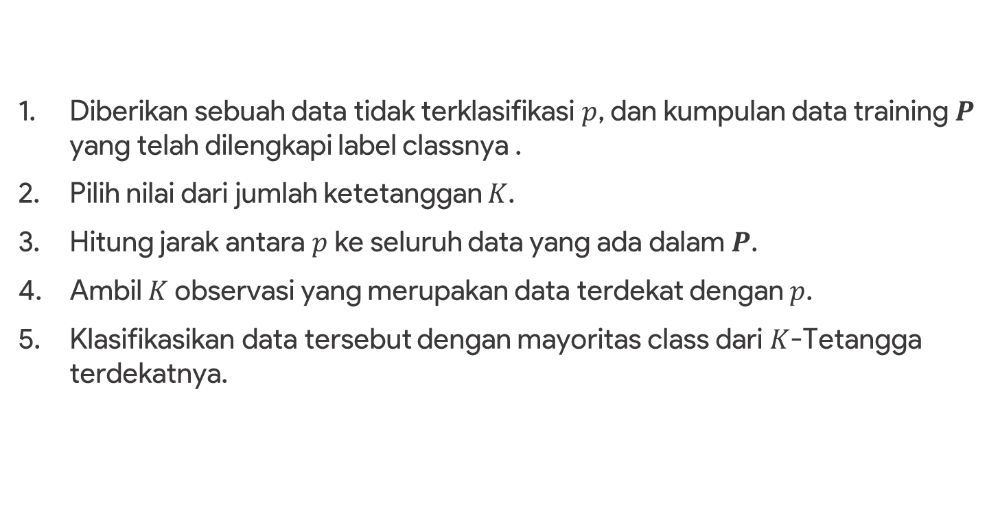 1. Diberikan sebuah data tidak terklasifikasi p, dan kumpulan data training P
yang telah dilengkapi label classnya .
2. Pilih nilai dari jumlah ketetanggan K.
3. Hitung jarak antara p ke seluruh data yang ada dalam P.
4. Ambil K observasi yang merupakan data terdekat dengan p.
5. Klasifikasikan data tersebut dengan mayoritas class dari K-Tetangga
terdekatnya.